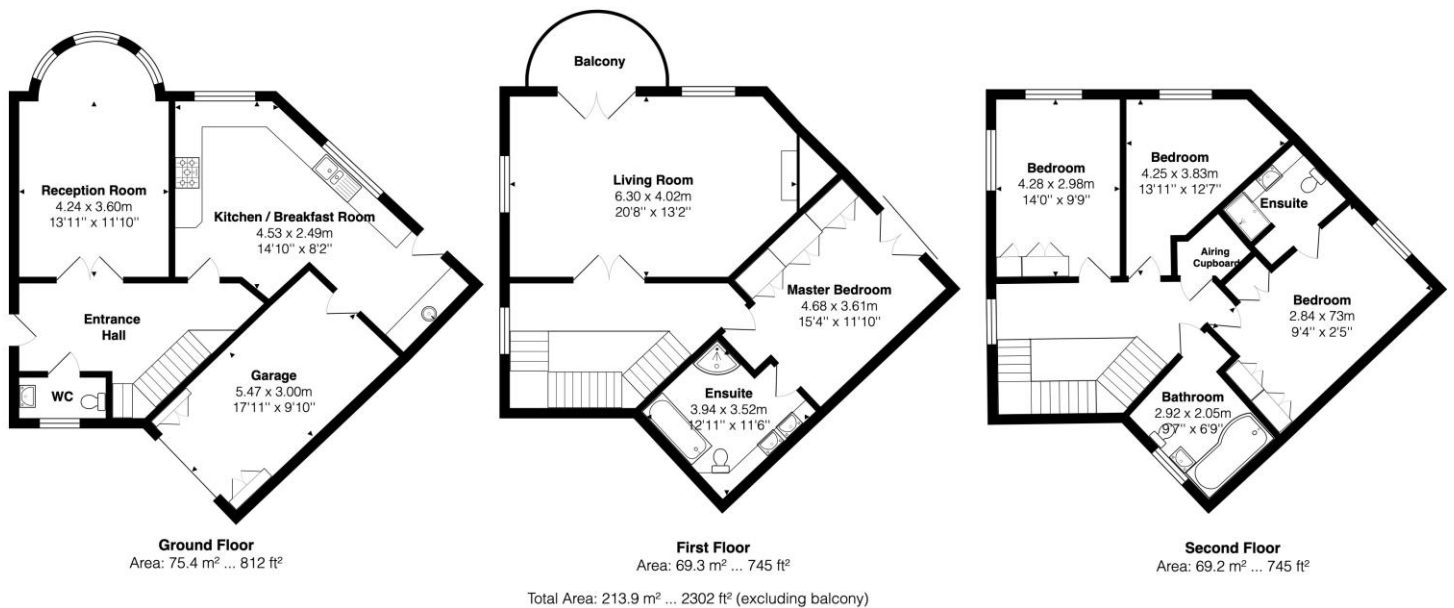 Reception Room
4.24 x 3.60m
13'11" x 11'10"
Kitchen / Breakfast Room
4.53 x 2.49m
14'10" x 8'2"
Entrance
Hall
WC
Garage
5.47 x 3.00m
17'11" x 9'10"
Ground Floor
Area: 75.4 m² ... 812 ft²
Balcony
Living Room
6.30 x 4.02m
20'8" x 13'2"
Master Bedroom
4.68 x 3.61m
15'4" x 11'10"
Ensuite
3.94 x 3.52m
12'11" x 11'6"
First Floor
Area: 69.3 m² ... 745 ft²
Bedroom
4.28 x 2.98m
14'0" x 9'9"
Bedroom
4.25 x 3.83m
13'11" x 12'7"
Ensuite
Airing
Cupboard
Bedroom
2.84 x 73m
9'4" x 2'5"
Bathroom
2.92 x 2.05m
9'7" x 6'9"
Second Floor
Area: 69.2 m² ... 745 ft²
Total Area: 213.9 m² ... 2302 ft² (excluding balcony)